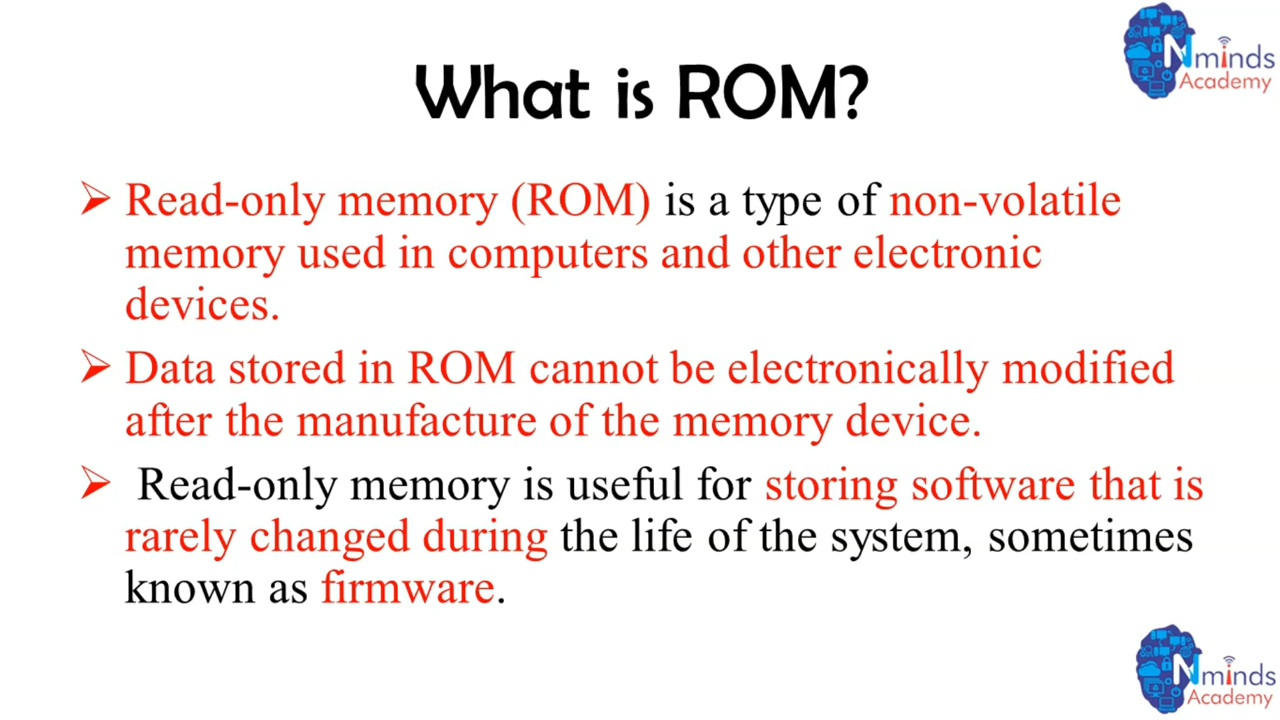 Nminds
Academy
What is ROM?
➢ Read-only memory (ROM) is a type of non-volatile
memory used in computers and other electronic
devices.
➢ Data stored in ROM cannot be electronically modified
after the manufacture of the memory device.
➢ Read-only memory is useful for storing software that is
rarely changed during the life of the system, sometimes
known as firmware.
Nminds
Academy